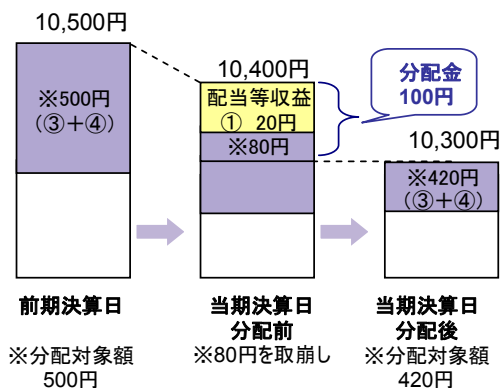 10,500円
※500円
（③＋④）
前期決算日
※分配対象額
500円
10,400円
配当等収益
① 20円
※80円
当期決算日
分配前
※80円を取崩し
分配金
100円
10,300円
※420円
（③＋④）
当期決算日
分配後
※分配対象額
420円